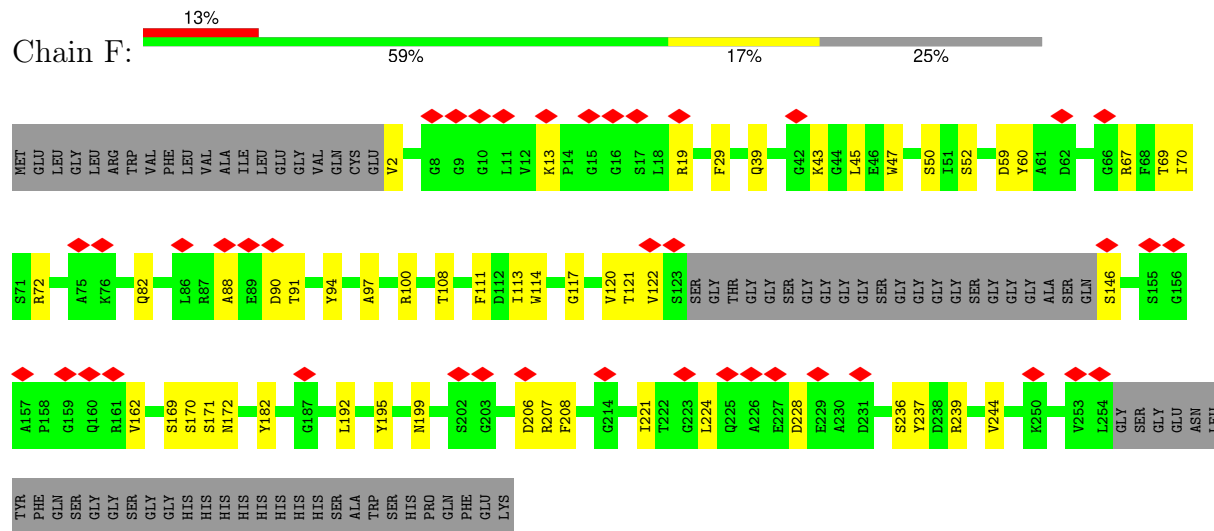 13%
Chain F:
59% 17% 25%
MET GLU LEU GLY LEU ARG TRP VAL PHE LEU VAL ALA ILE LEU GLU GLY VAL GLN CYS GLU V2 G8 G9 G10 L11 V12 K13 P14 G15 G16 S17 L18 R19 F29 Q39 G42 K43 G44 L45 E46 W47 S50 I51 S52 D59 Y60 A61 D62 G66 R67 F68 T69 I70
S71 R72 A75 K76 Q82 L86 R87 A88 E89 D90 T91 Y94 A97 R100 T108 F111 D112 I113 W114 G117 V120 T121 V122 S123 SER GLY THR GLY GLY SER GLY GLY GLY GLY SER GLY GLY GLY GLY SER GLY GLY GLY ALA SER GLN S146 S155 G156
A157 P158 G159 Q160 R161 V162 S169 S170 S171 N172 Y182 G187 L192 Y195 N199 S202 G203 D206 R207 F208 G214 I221 T222 G223 L224 Q225 A226 E227 D228 E229 A230 D231 S236 Y237 D238 R239 V244 K250 V253 L254 GLY SER GLY GLU ASN LEU
TYR PHE GLN SER GLY GLY SER GLY GLY HIS HIS HIS HIS HIS HIS HIS HIS SER ALA TRP SER HIS PRO GLN PHE GLU LYS